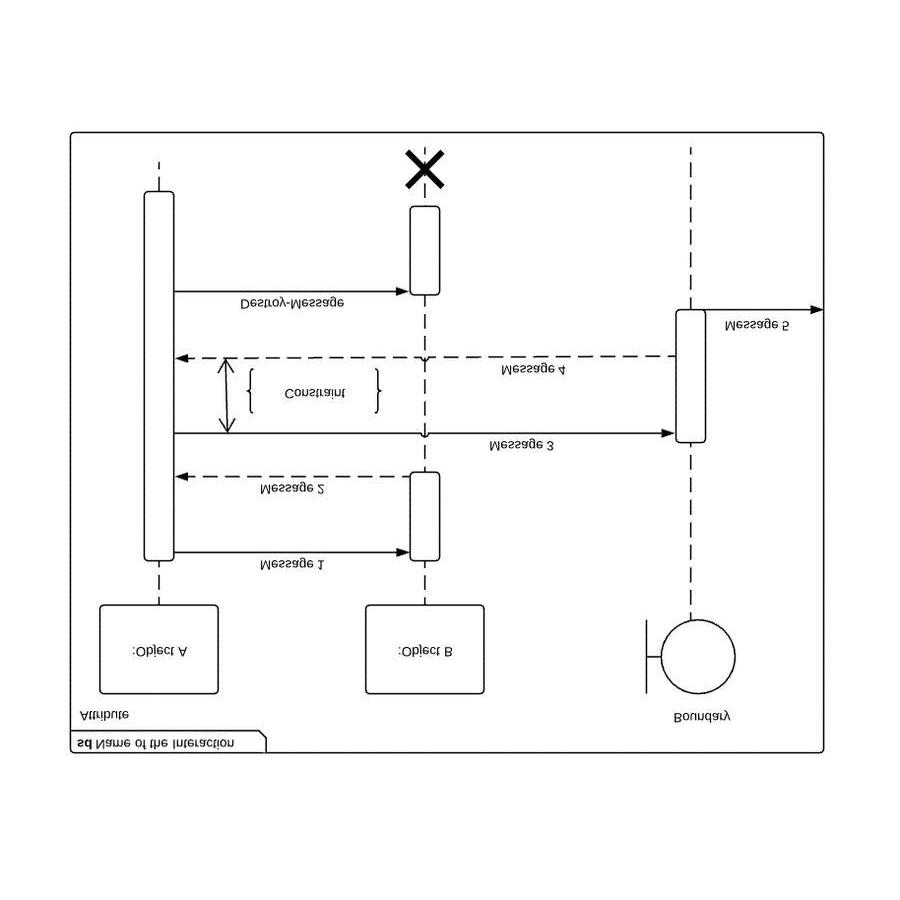 sd Name of the Interaction
Attribute
Boundary
:Object A
:Object B
Message 1
Message 2
Message 3
Constraint
Message 4
Message 5
Destroy-Message